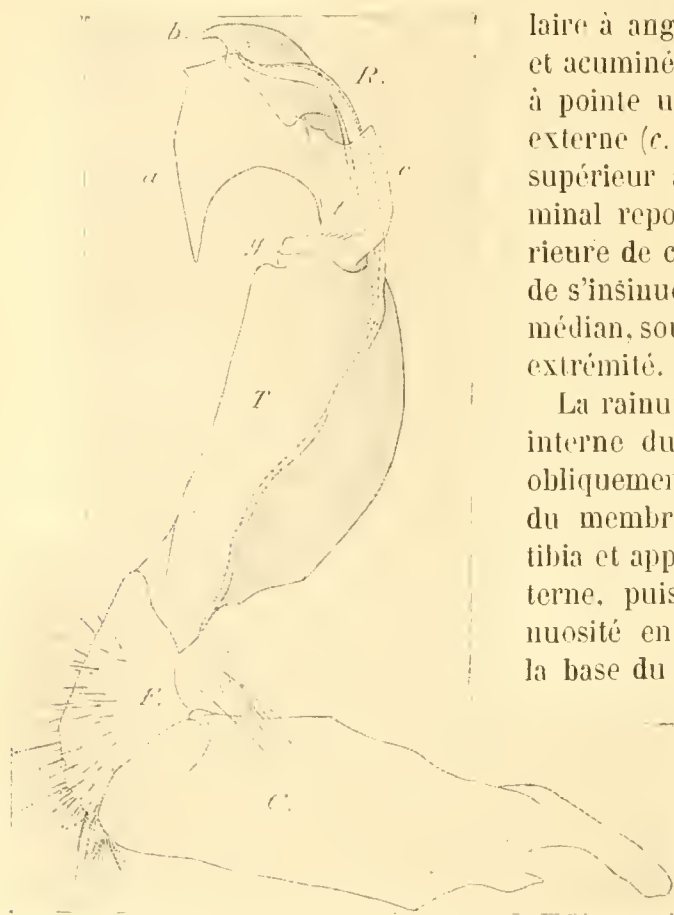 b.
R.
a
c
T
F.
C.
laire à ang
et acuminé
à pointe u
externe (c.
supérieur a
minal repo
rieure de c
de s'insinue
médian, sou
extrémité.
La rainu
interne du
obliquemen
du membr
tibia et app
terne, puis
nuosité en
la base du